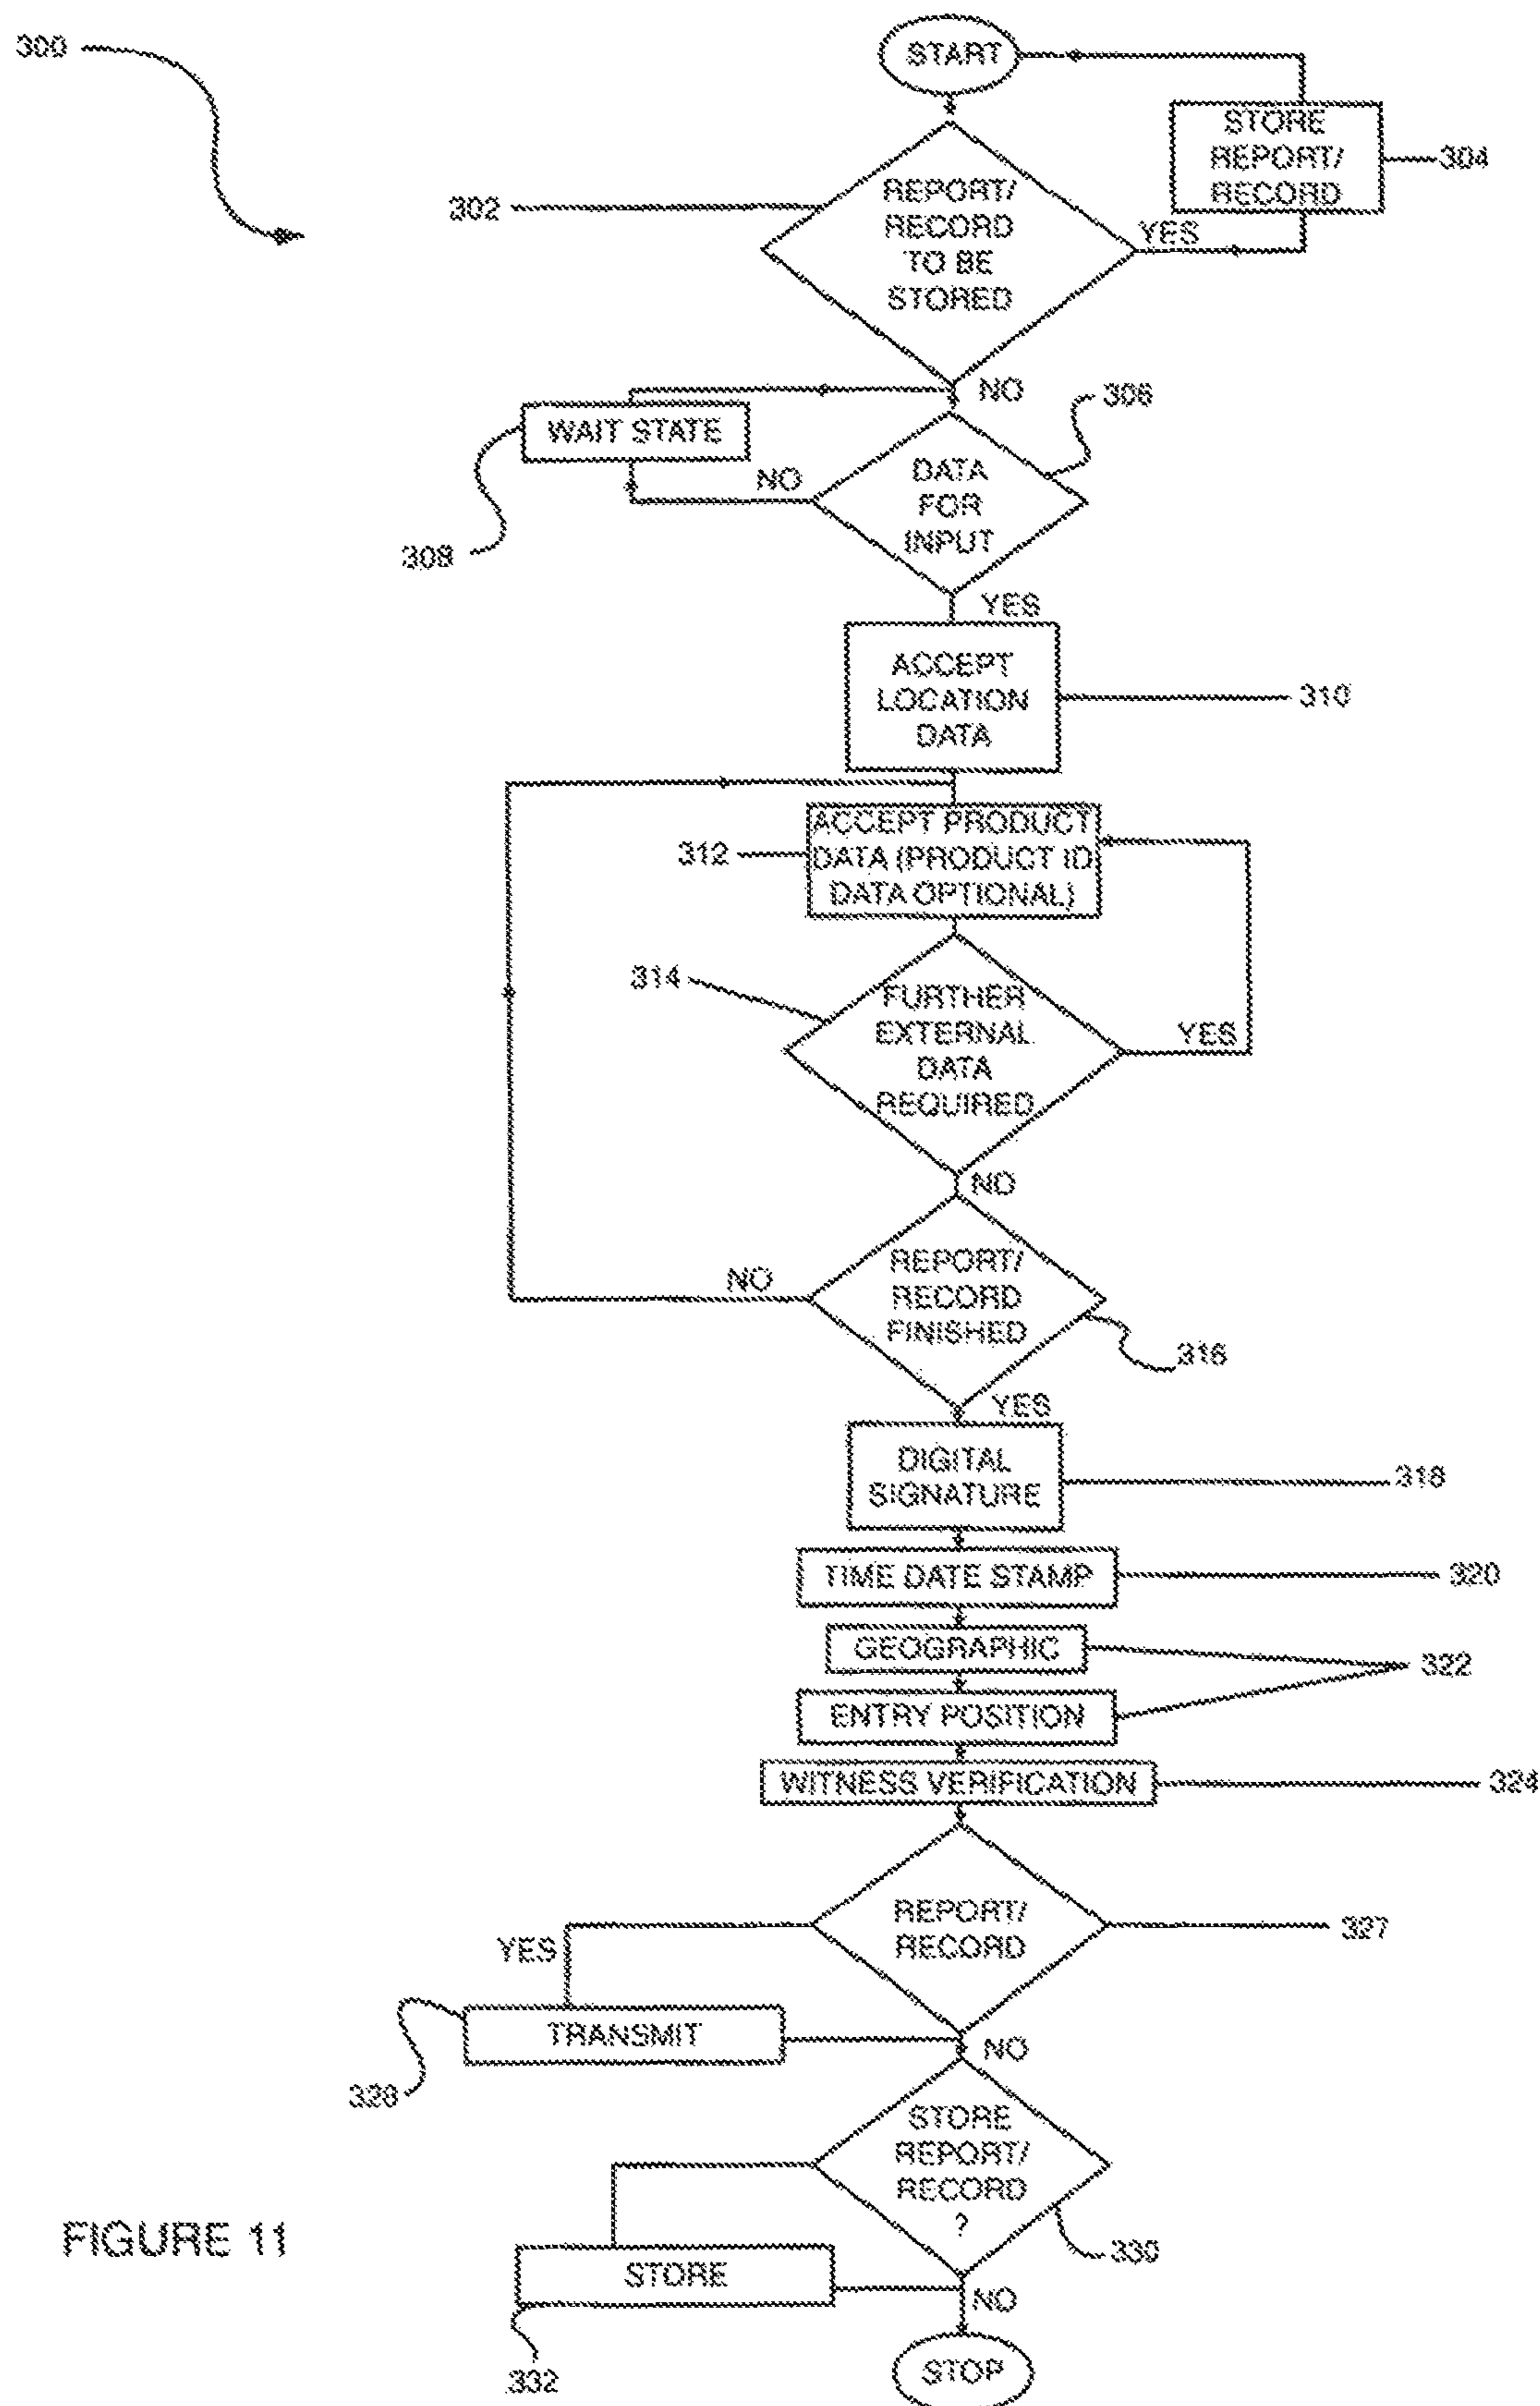 300
START
STORE
REPORT/
RECORD
304
302
REPORT/
RECORD
TO BE
STORED
YES
NO
306
WAIT STATE
308
NO
DATA
FOR
INPUT
YES
ACCEPT
LOCATION
DATA
310
312
ACCEPT PRODUCT
DATA (PRODUCT ID
DATA OPTIONAL)
314
FURTHER
EXTERNAL
DATA
REQUIRED
YES
NO
REPORT/
RECORD
FINISHED
NO
316
YES
DIGITAL
SIGNATURE
318
TIME DATE STAMP
320
GEOGRAPHIC
322
ENTRY POSITION
WITNESS VERIFICATION
324
REPORT/
RECORD
327
YES
TRANSMIT
328
NO
STORE
REPORT/
RECORD
?
330
FIGURE 11
STORE
332
NO
STOP